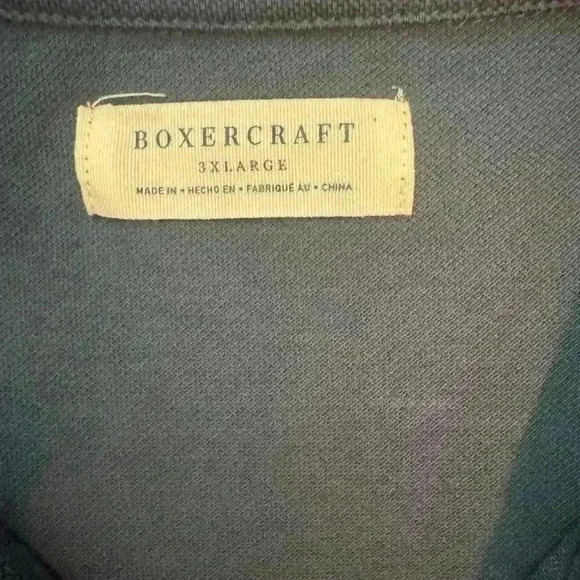 BOXERCRAFT
3XLARGE
MADE IN • HECHO EN • FABRIQUÉ AU • CHINA